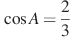 cos A = 2/3